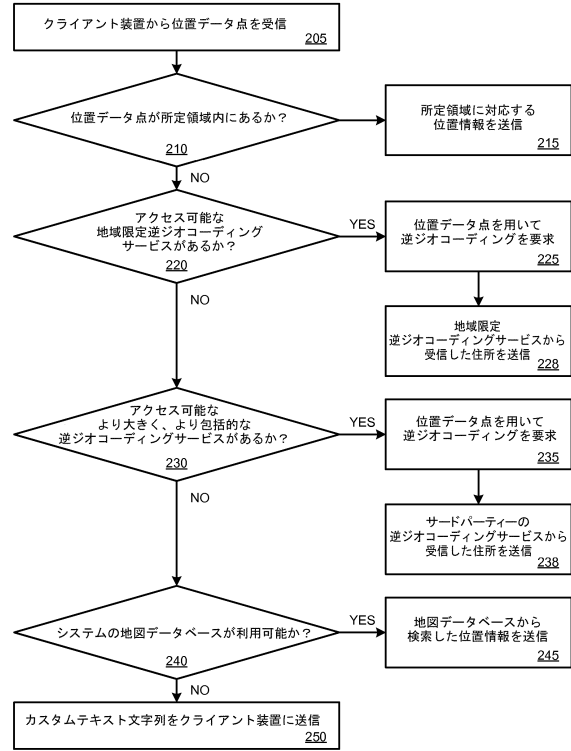 クライアント装置から位置データ点を受信
205
位置データ点が所定領域内にあるか？
210
所定領域に対応する
位置情報を送信
215
NO
アクセス可能な
地域限定逆ジオコーディング
サービスがあるか？
220
YES
位置データ点を用いて
逆ジオコーディングを要求
225
NO
地域限定
逆ジオコーディングサービスから
受信した住所を送信
228
アクセス可能な
より大きく、より包括的な
逆ジオコーディングサービスがあるか？
230
YES
位置データ点を用いて
逆ジオコーディングを要求
235
NO
サードパーティーの
逆ジオコーディングサービスから
受信した住所を送信
238
システムの地図データベースが利用可能か？
240
YES
地図データベースから
検索した位置情報を送信
245
NO
カスタムテキスト文字列をクライアント装置に送信
250